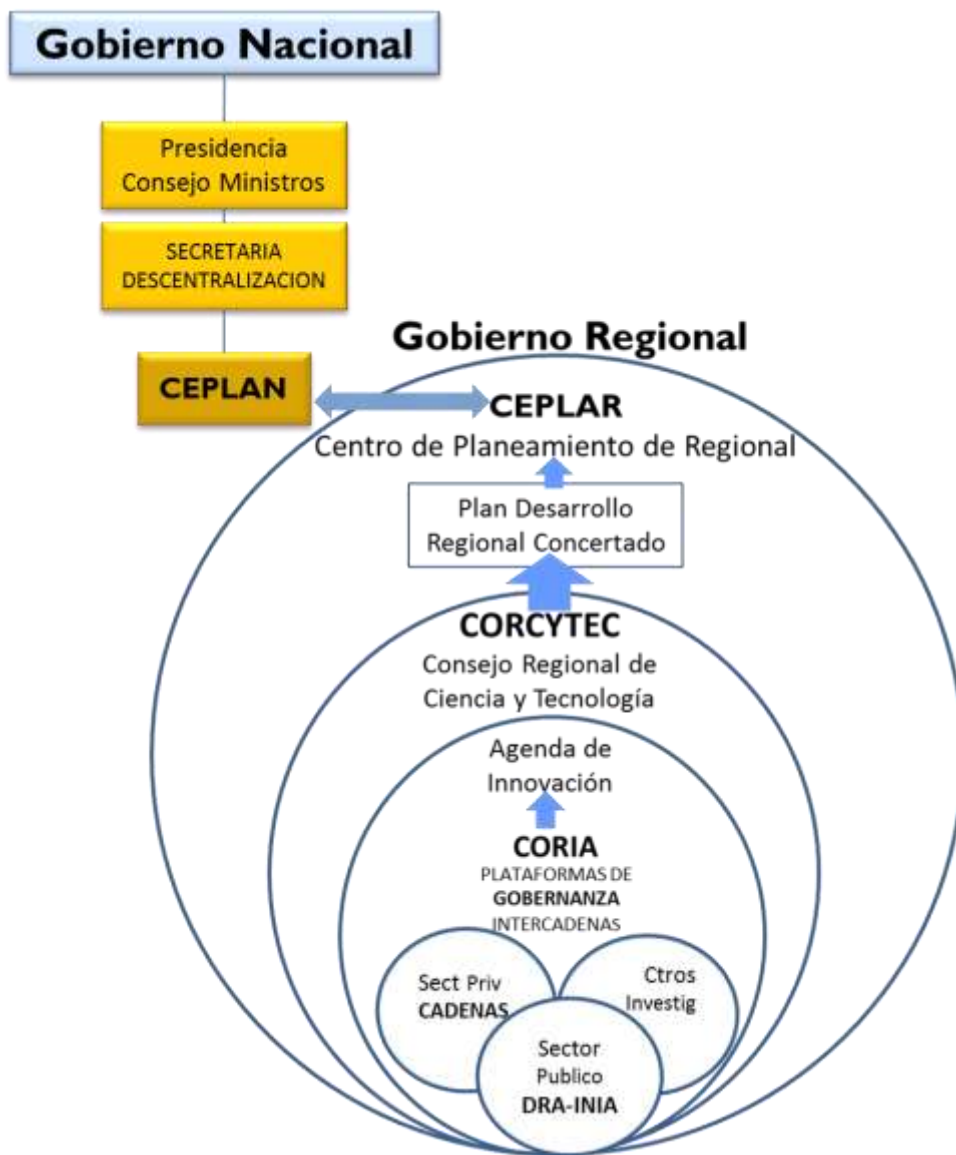 Gobierno Nacional
Presidencia
Consejo Ministros
SECRETARIA
DESCENTRALIZACION
CEPLAN
Gobierno Regional
CEPLAR
Centro de Planeamiento de Regional
Plan Desarrollo
Regional Concertado
CORCYTEC
Consejo Regional de
Ciencia y Tecnología
Agenda de
Innovación
CORIA
PLATAFORMAS DE
GOBERNANZA
INTERCADENAS
Sect Priv
CADENAS
Ctros
Investig
Sector
Publico
DRA-INIA